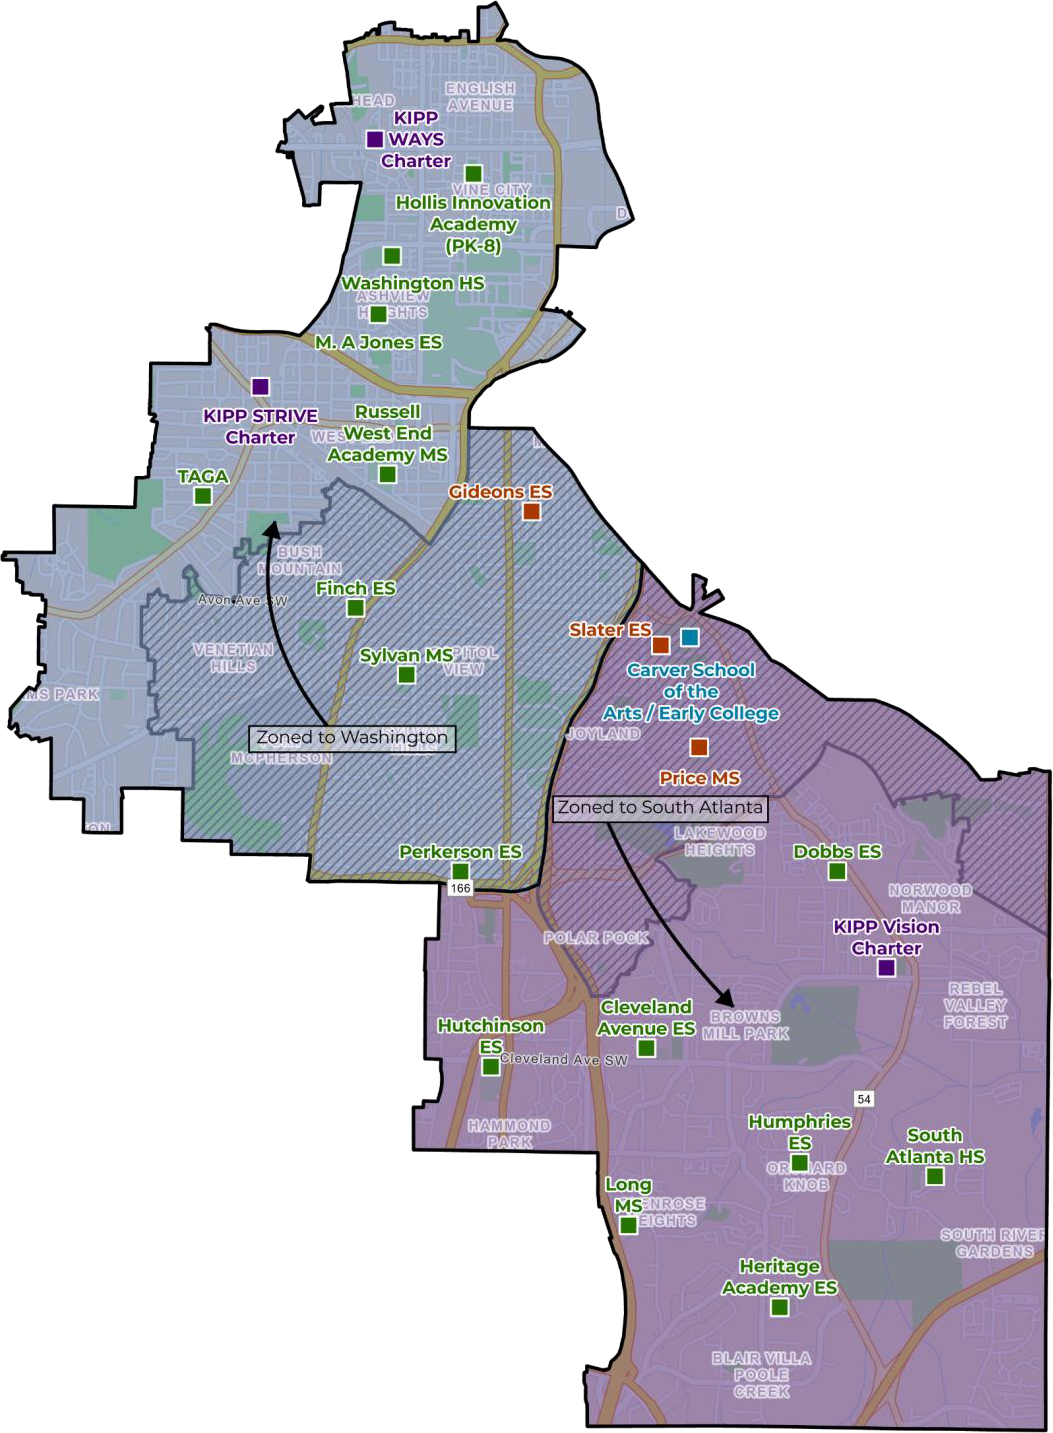 HEAD
ENGLISH
AVENUE
KIPP
WAYS
Charter
VINE CITY
D
Hollis Innovation
Academy
(PK-8)
Washington HS
ASHVIEW
HEIGHTS
M. A Jones ES
KIPP STRIVE
Charter
Russell
West End
Academy MS
WES
TAGA
Gideons ES
BUSH
MOUNTAIN
Finch ES
Avon Ave SW
Slater ES
Carver School
of the
Arts / Early College
VENETIAN
HILLS
Sylvan MS
PITOL
VIEW
MS PARK
JOYLAND
Zoned to Washington
MCPHERSON
Price MS
Zoned to South Atlanta
LAKEWOOD
HEIGHTS
ON
Perkerson ES
166
Dobbs ES
NORWOOD
MANOR
KIPP Vision
Charter
POLAR ROCK
REBEL
VALLEY
FOREST
Cleveland
Avenue ES
BROWNS
MILL PARK
Hutchinson
ES
Cleveland Ave SW
54
HAMMOND
PARK
Humphries
ES
ORCHARD
KNOB
South
Atlanta HS
Long
MS
ENROSE
EIGHTS
SOUTH RIVER
GARDENS
Heritage
Academy ES
BLAIR VILLA
POOLE
CREEK